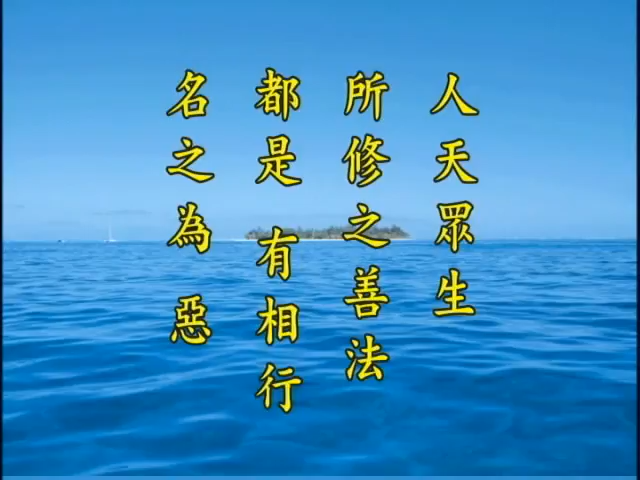 人天眾生
所修之善法
都是 有相行
名之為 惡